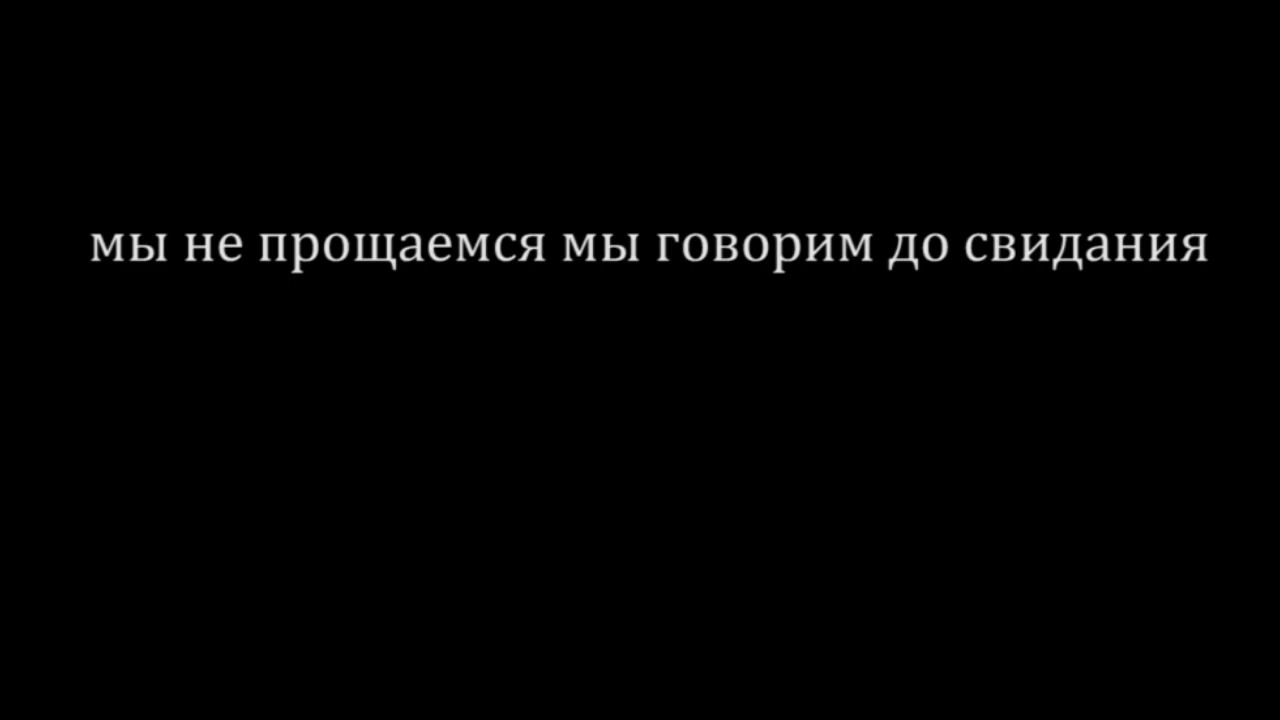 мы не прощаемся мы говорим до свидания